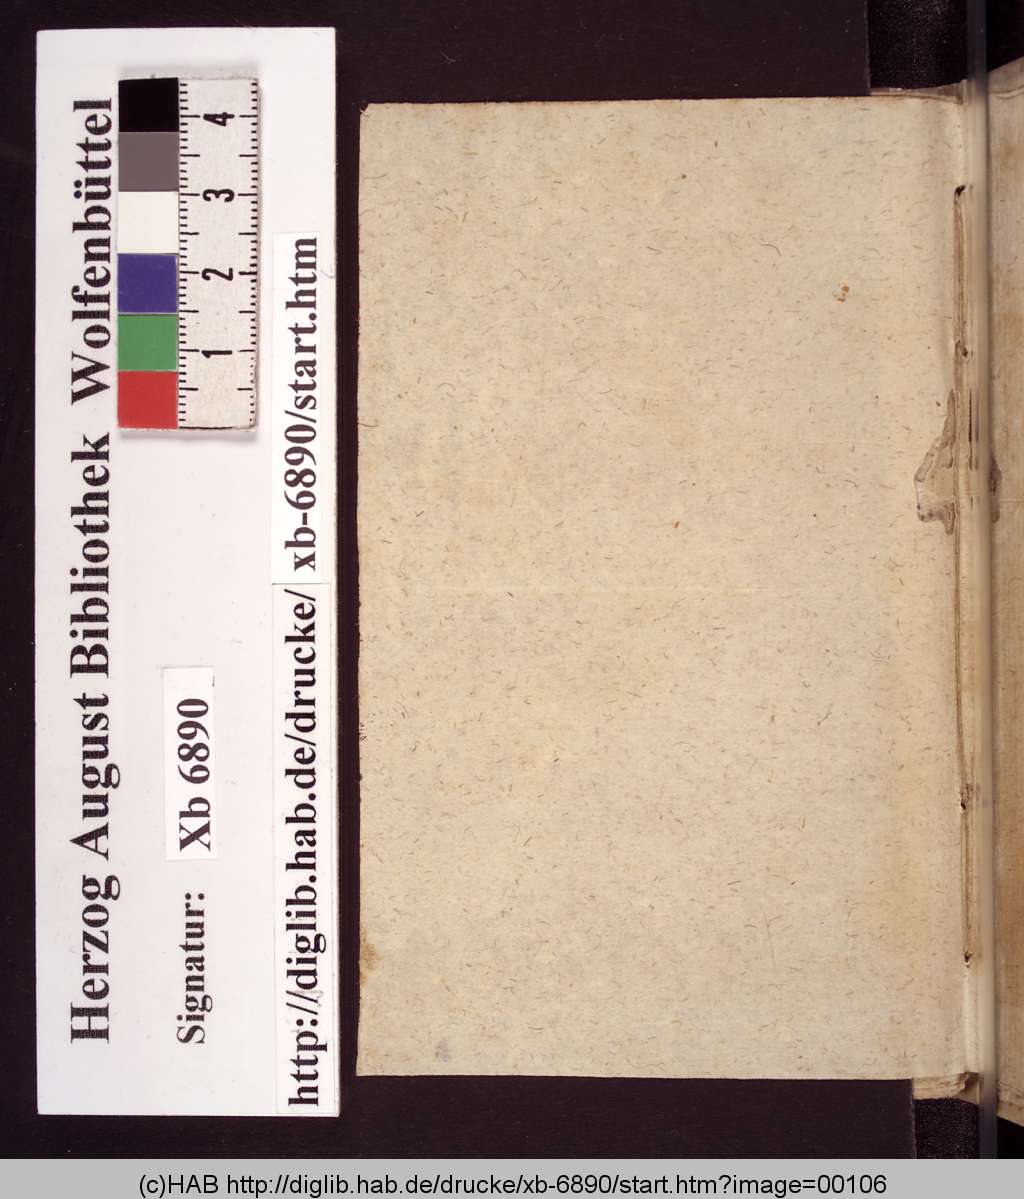 Herzog August Bibliothek Wolfenbüttel
4
3
2
1
Signatur: Xb 6890
http://diglib.hab.de/drucke/ xb-6890/start.htm
(c)HAB http://diglib.hab.de/drucke/xb-6890/start.htm?image=00106